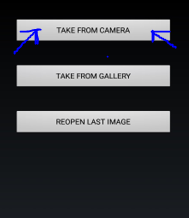 TAKE FROM CAMERA
TAKE FROM GALLERY
REOPEN LAST IMAGE